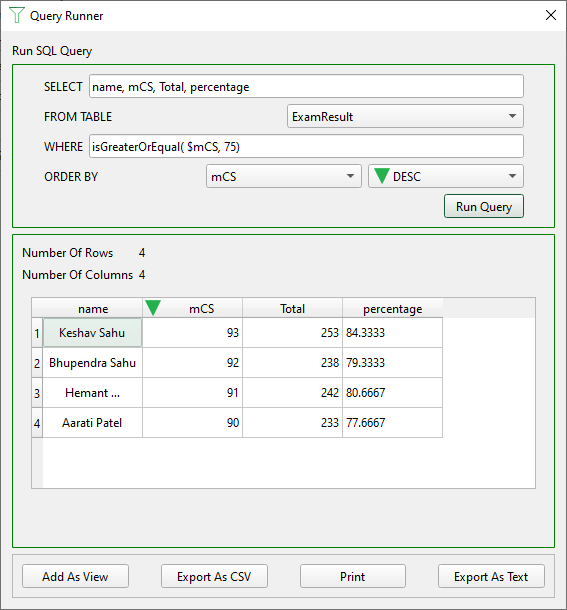 Query Runner
Run SQL Query
SELECT name, mCS, Total, percentage
FROM TABLE ExamResult
WHERE isGreaterOrEqual( $mCS, 75)
ORDER BY mCS DESC
Run Query
Number Of Rows 4
Number Of Columns 4
name mCS Total percentage
1 Keshav Sahu 93 253 84.3333
2 Bhupendra Sahu 92 238 79.3333
3 Hemant ... 91 242 80.6667
4 Aarati Patel 90 233 77.6667
Add As View Export As CSV Print Export As Text